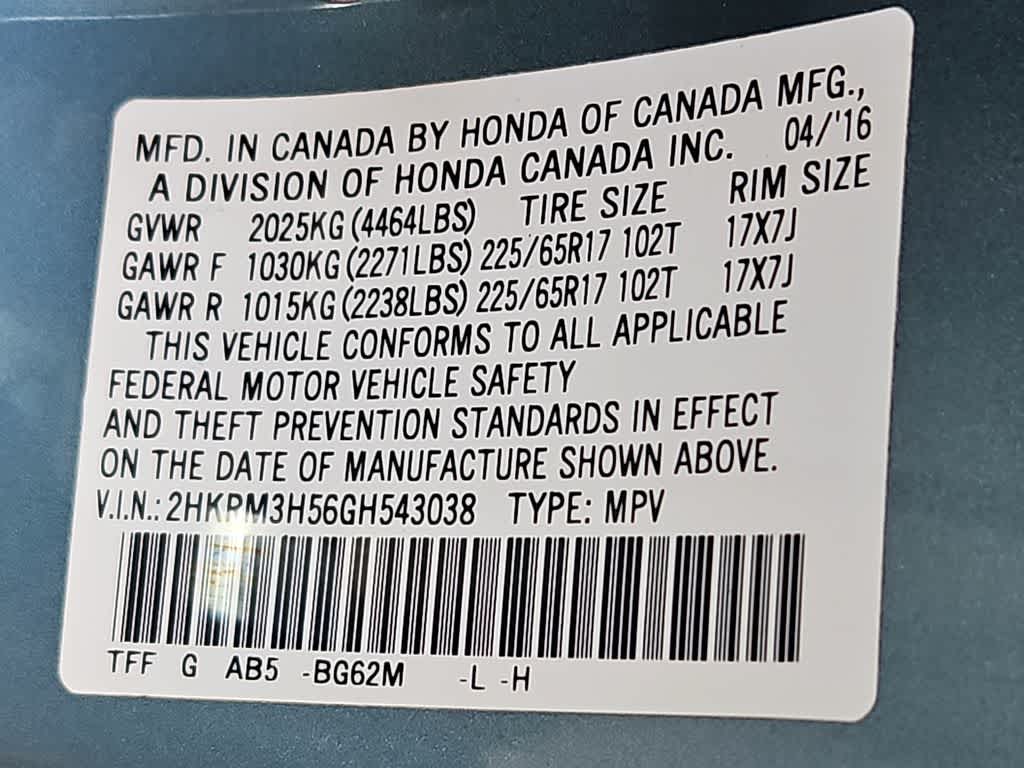 MFD. IN CANADA BY HONDA OF CANADA MFG.,
A DIVISION OF HONDA CANADA INC. 04/'16
GVWR 2025KG (4464LBS) TIRE SIZE RIM SIZE
GAWR F 1030KG (2271LBS) 225/65R17 102T 17X7J
GAWR R 1015KG (2238LBS) 225/65R17 102T 17X7J
THIS VEHICLE CONFORMS TO ALL APPLICABLE
FEDERAL MOTOR VEHICLE SAFETY
AND THEFT PREVENTION STANDARDS IN EFFECT
ON THE DATE OF MANUFACTURE SHOWN ABOVE.
V.I.N.: 2HKRM3H56GH543038 TYPE: MPV
TFF G AB5 -BG62M -L -H